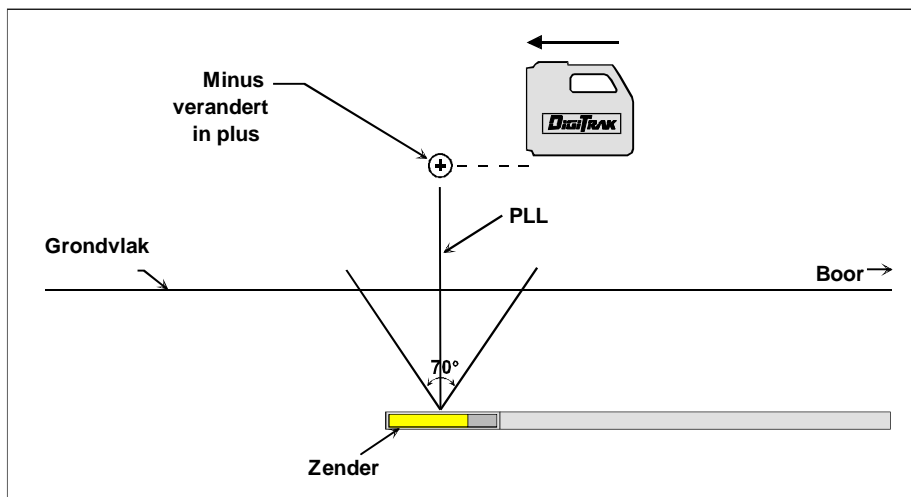 Minus
verandert
in plus
DIGITRAK
PLL
Grondvlak
Boor
70°
Zender